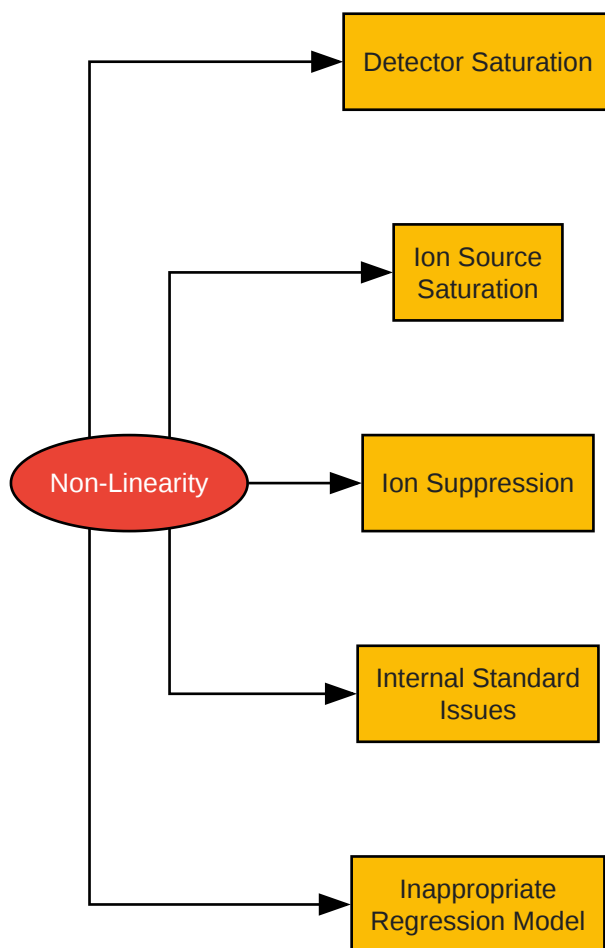 Detector Saturation
Ion Source
Saturation
Non-Linearity
Ion Suppression
Internal Standard
Issues
Inappropriate
Regression Model